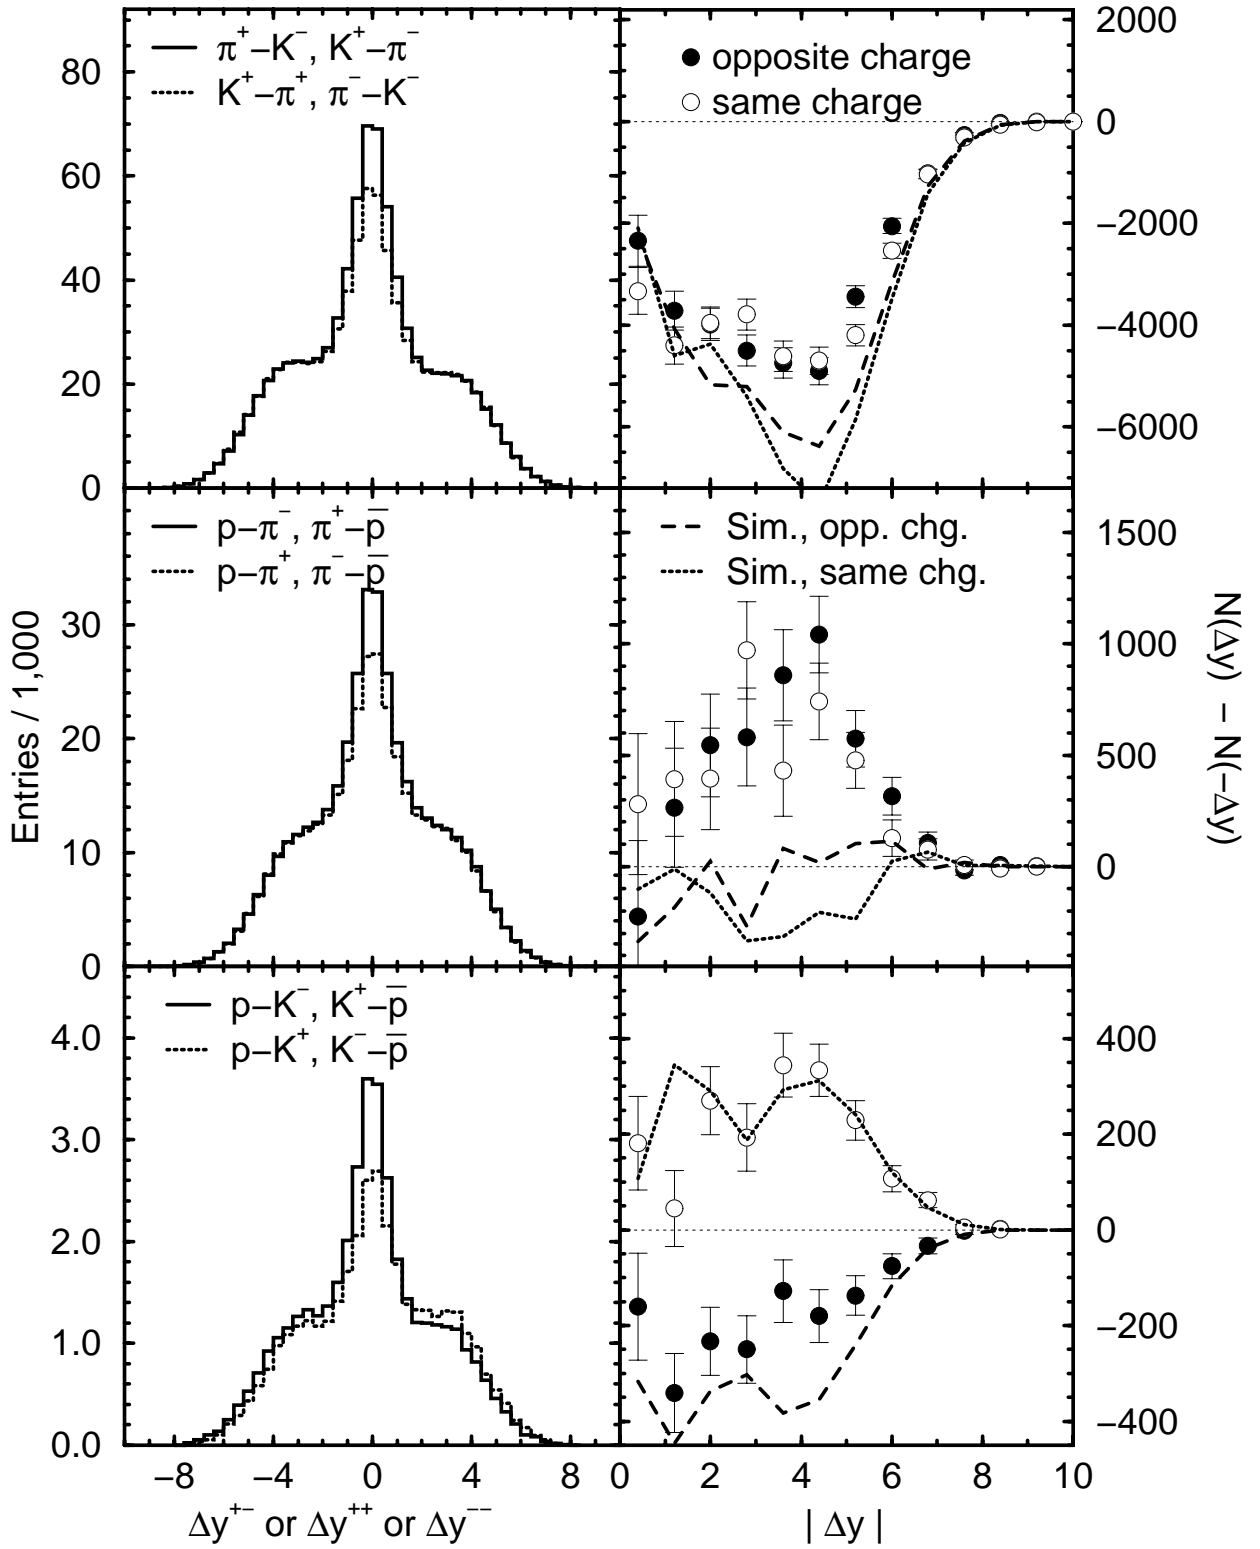 π⁺–K⁻, K⁺–π⁻
K⁺–π⁺, π⁻–K⁻
80
60
40
20
0
opposite charge
same charge
2000
0
−2000
−4000
−6000
p–π⁻, π⁺–p̅
p–π⁺, π⁻–p̅
30
20
10
0
Entries / 1,000
Sim., opp. chg.
Sim., same chg.
1500
1000
500
0
N(Δy) – N(–Δy)
p–K⁻, K⁺–p̅
p–K⁺, K⁻–p̅
4.0
3.0
2.0
1.0
0.0
400
200
0
−200
−400
−8 −4 0 4 8
0 2 4 6 8 10
Δy⁺⁻ or Δy⁺⁺ or Δy⁻⁻
| Δy |